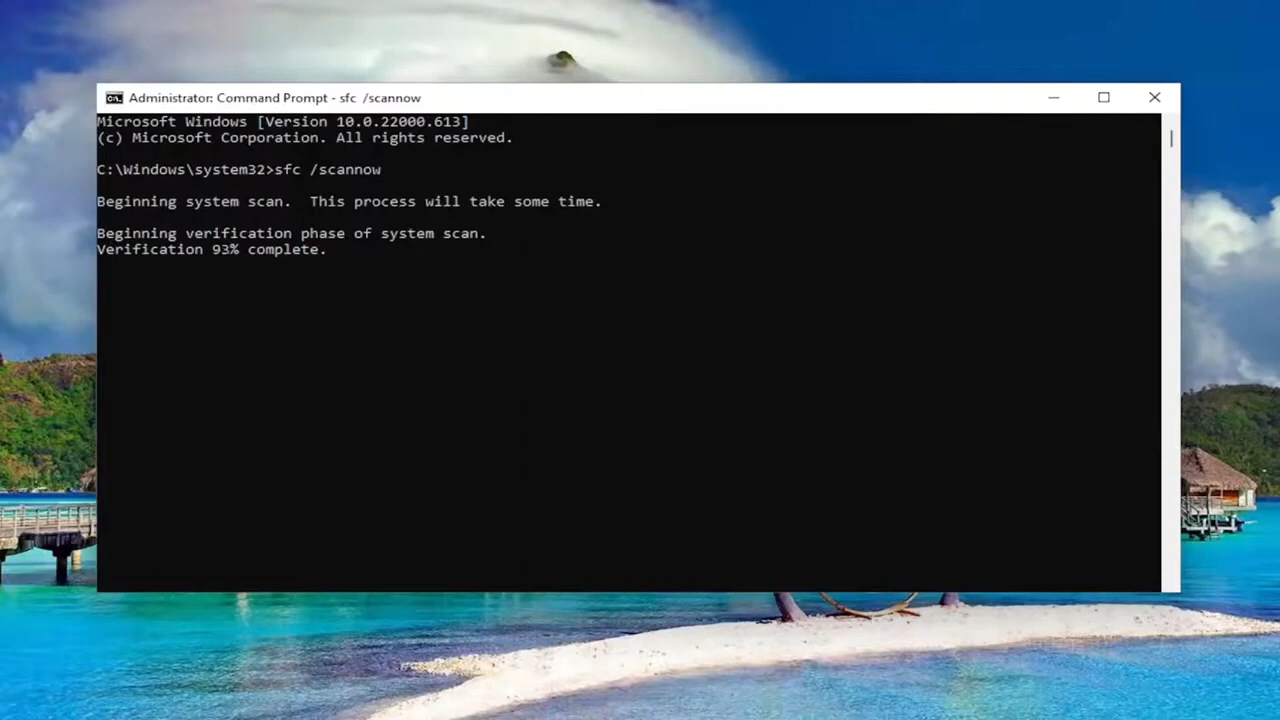 Administrator: Command Prompt - sfc  /scannow
Microsoft Windows [Version 10.0.22000.613]
(c) Microsoft Corporation. All rights reserved.
C:\Windows\system32>sfc /scannow
Beginning system scan.  This process will take some time.
Beginning verification phase of system scan.
Verification 93% complete.